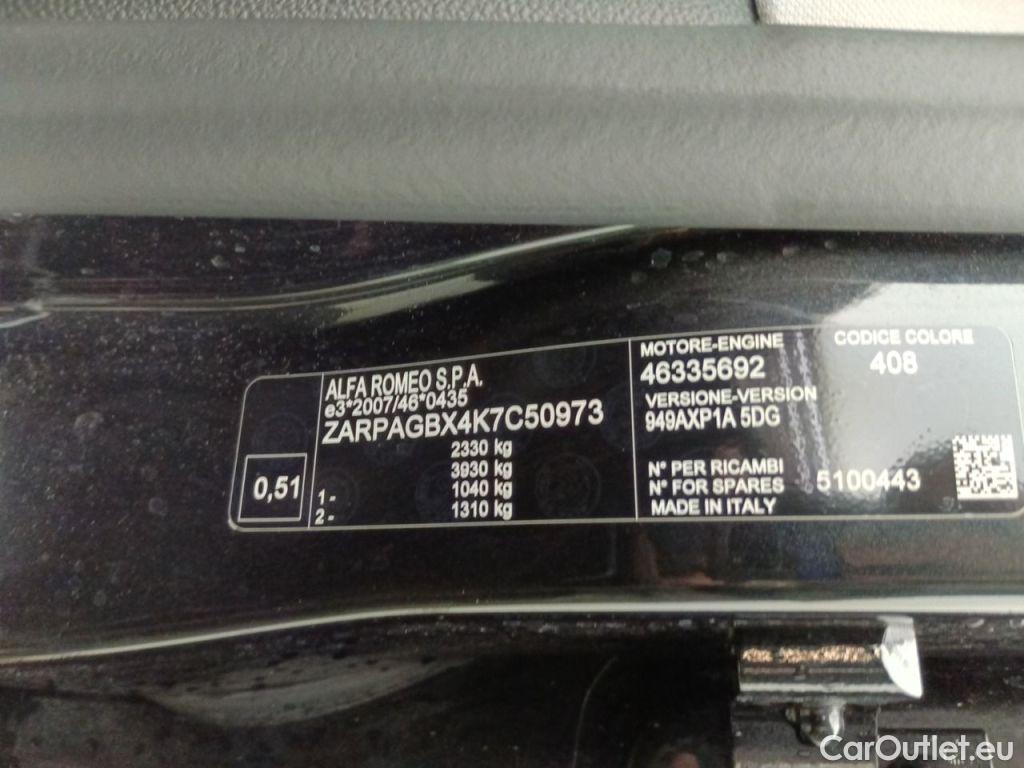 ALFA ROMEO S.P.A.
e3*2007/46*0435
ZARPAGBX4K7C50973
2330 kg
3930 kg
1- 1040 kg
2- 1310 kg
0,51
MOTORE-ENGINE
46335692
VERSIONE-VERSION
949AXP1A 5DG
N° PER RICAMBI
N° FOR SPARES 5100443
MADE IN ITALY
CODICE COLORE
408
CarOutlet.eu